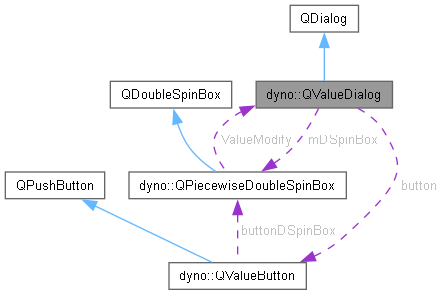 QDialog
QDoubleSpinBox
dyno::QValueDialog
ValueModify
mDSpinBox
QPushButton
dyno::QPiecewiseDoubleSpinBox
button
buttonDSpinBox
dyno::QValueButton